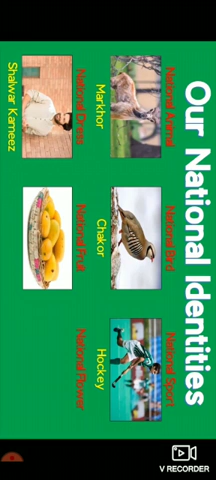 Our National Identities
National Animal
National Bird
National Sport
Markhor
Chakor
Hockey
National Dress
National Fruit
National Flower
Shalwar Kameez
V RECORDER